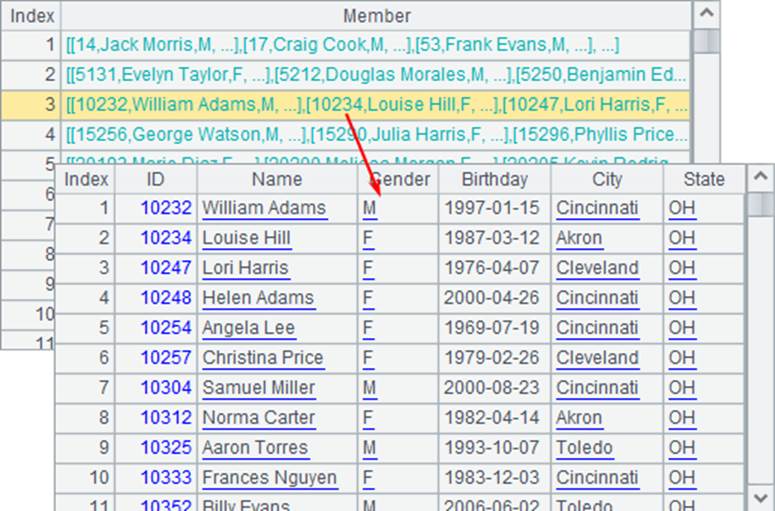 Index Member
1 [[14,Jack Morris,M, ...],[17,Craig Cook,M, ...],[53,Frank Evans,M, ...], ...]
2 [[5131,Evelyn Taylor,F, ...],[5212,Douglas Morales,M, ...],[5250,Benjamin Ed...
3 [[10232,William Adams,M, ...],[10234,Louise Hill,F, ...],[10247,Lori Harris,F, ...
4 [[15256,George Watson,M, ...],[15290,Julia Harris,F, ...],[15296,Phyllis Price...
5
6
7
8
9
10
11
Index ID Name Gender Birthday City State
1 10232 William Adams M 1997-01-15 Cincinnati OH
2 10234 Louise Hill F 1987-03-12 Akron OH
3 10247 Lori Harris F 1976-04-07 Cleveland OH
4 10248 Helen Adams F 2000-04-26 Cincinnati OH
5 10254 Angela Lee F 1969-07-19 Cincinnati OH
6 10257 Christina Price F 1979-02-26 Cleveland OH
7 10304 Samuel Miller M 2000-08-23 Cincinnati OH
8 10312 Norma Carter F 1982-04-14 Akron OH
9 10325 Aaron Torres M 1993-10-07 Toledo OH
10 10333 Frances Nguyen F 1983-12-03 Cincinnati OH
11 10352 Billy Evans M 2006-06-02 Toledo OH